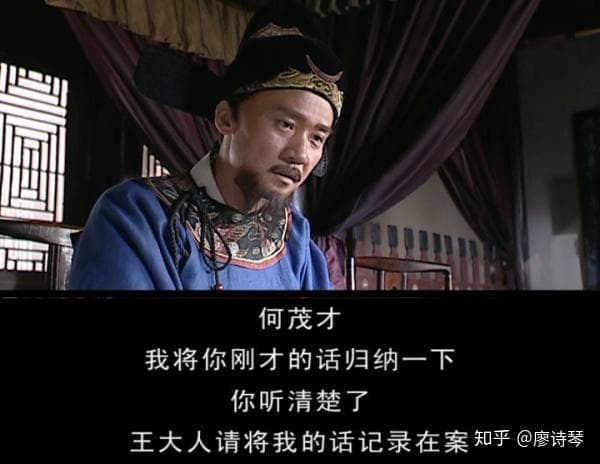 何茂才
我将你刚才的话归纳一下
你听清楚了
王大人请将我的话记录在案
知乎 @廖诗琴